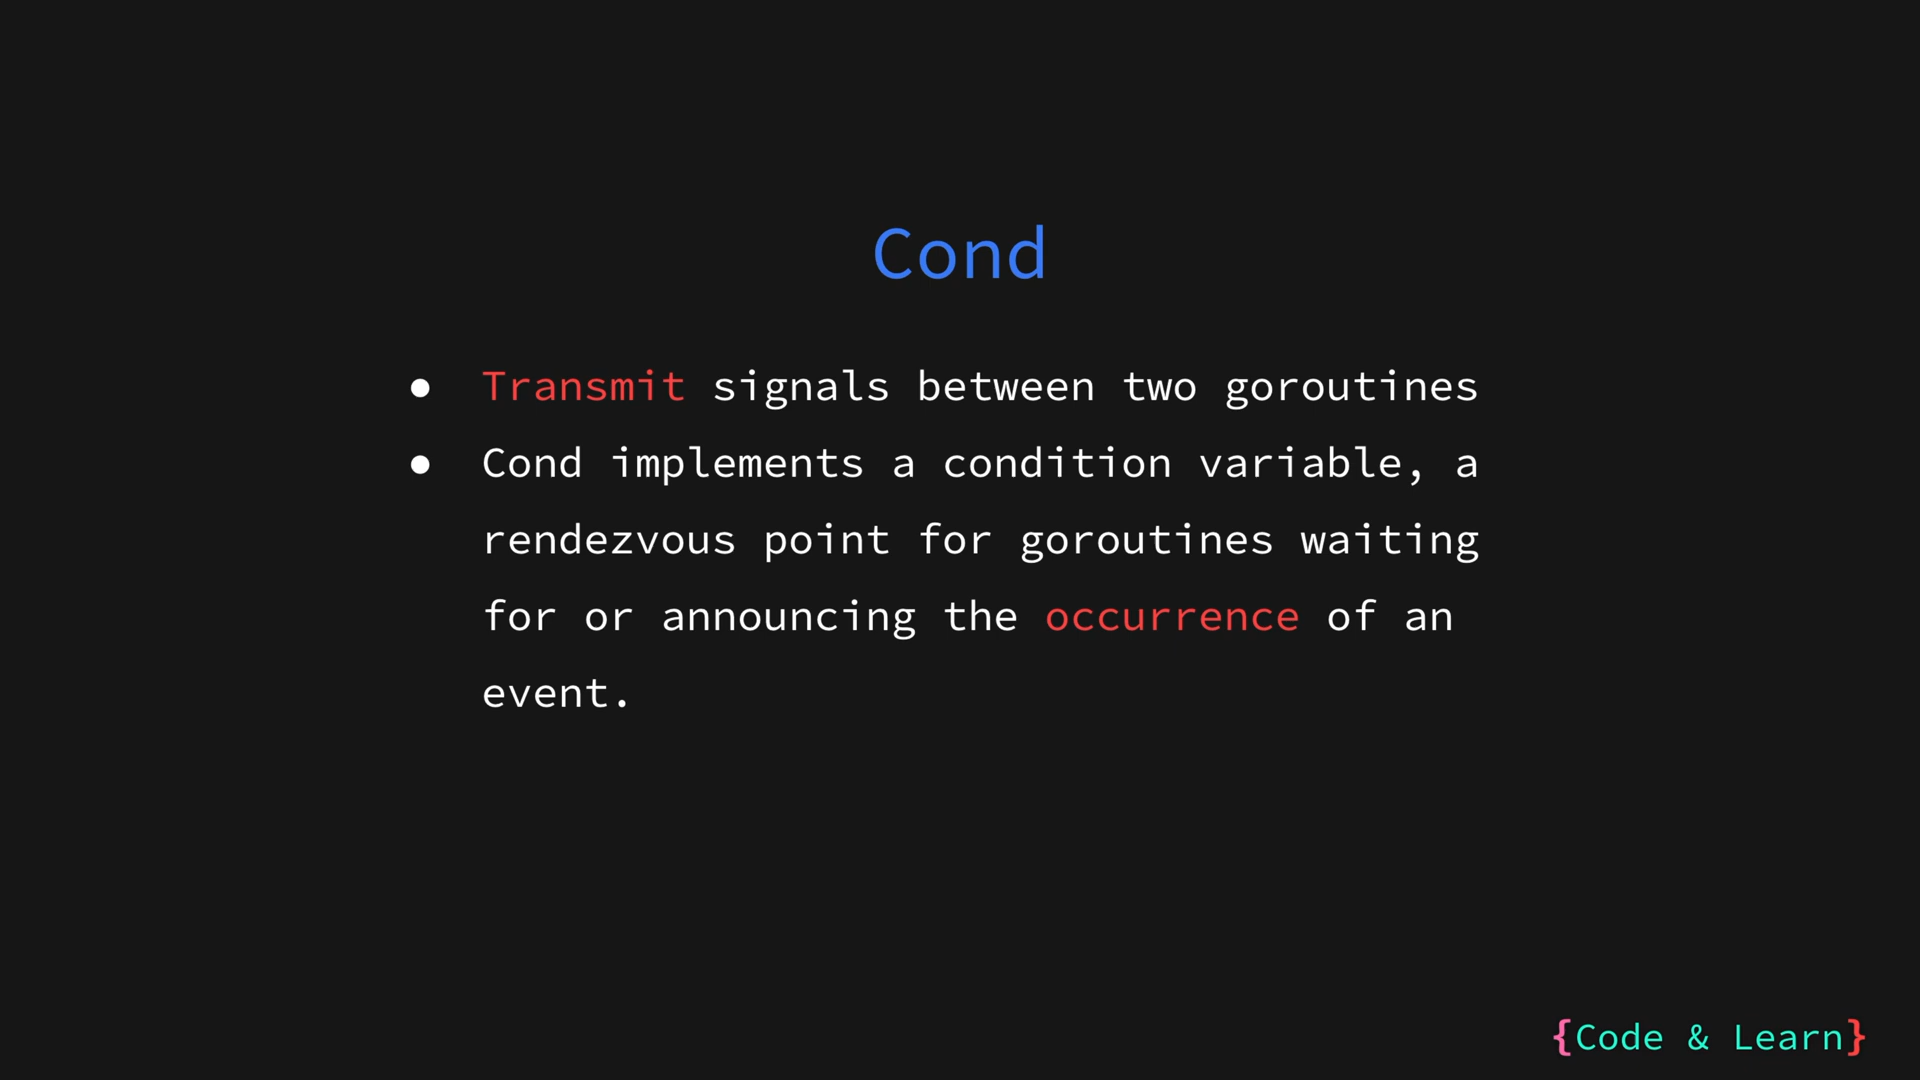 Cond
● Transmit signals between two goroutines
● Cond implements a condition variable, a
rendezvous point for goroutines waiting
for or announcing the occurrence of an
event.
{Code & Learn}